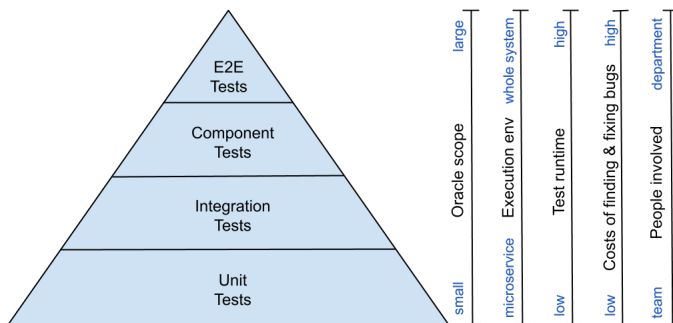 E2E
Tests
Component
Tests
Integration
Tests
Unit
Tests
small Oracle scope large
microservice Execution env whole system
low Test runtime high
low Costs of finding & fixing bugs high
team People involved department